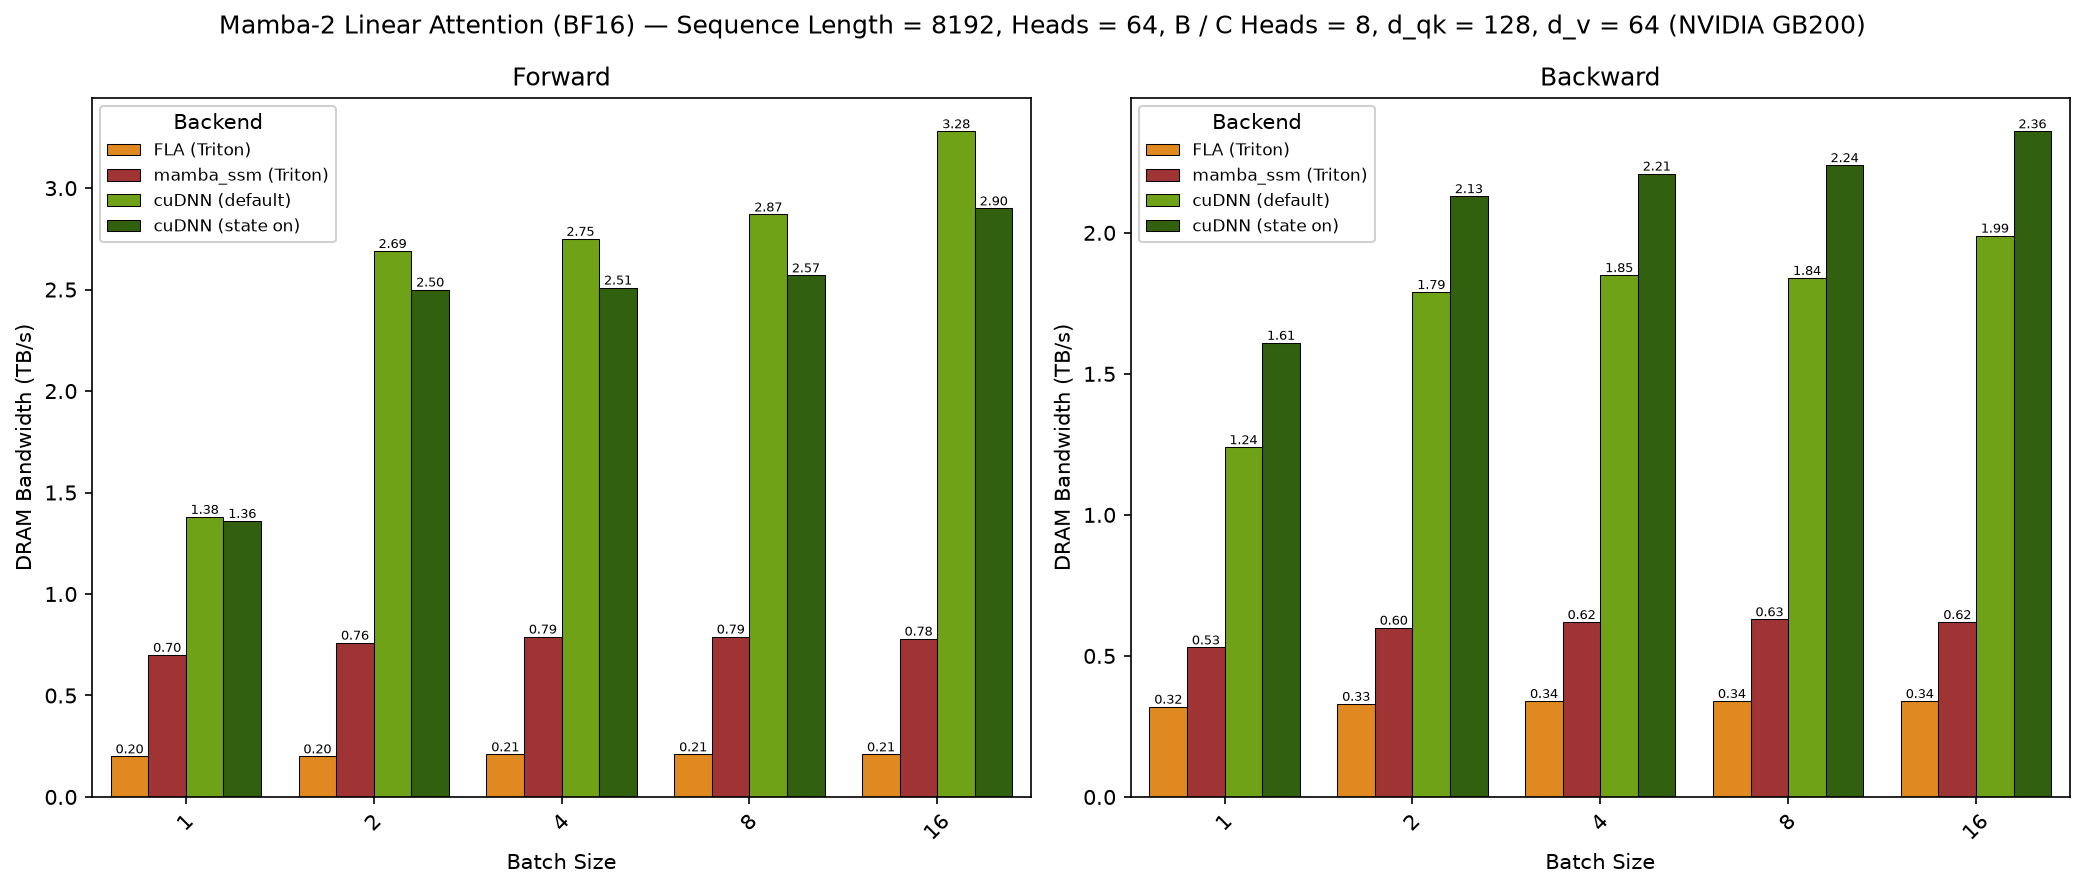 Mamba-2 Linear Attention (BF16) — Sequence Length = 8192, Heads = 64, B / C Heads = 8, d_qk = 128, d_v = 64 (NVIDIA GB200)
Forward
Backend
FLA (Triton)
mamba_ssm (Triton)
cuDNN (default)
cuDNN (state on)
DRAM Bandwidth (TB/s)
3.0
2.5
2.0
1.5
1.0
0.5
0.0
0.20 0.70 1.38 1.36
0.20 0.76 2.69 2.50
0.21 0.79 2.75 2.51
0.21 0.79 2.87 2.57
0.21 0.78 3.28 2.90
1 2 4 8 16
Batch Size
Backward
Backend
FLA (Triton)
mamba_ssm (Triton)
cuDNN (default)
cuDNN (state on)
DRAM Bandwidth (TB/s)
2.0
1.5
1.0
0.5
0.0
0.32 0.53 1.24 1.61
0.33 0.60 1.79 2.13
0.34 0.62 1.85 2.21
0.34 0.63 1.84 2.24
0.34 0.62 1.99 2.36
1 2 4 8 16
Batch Size